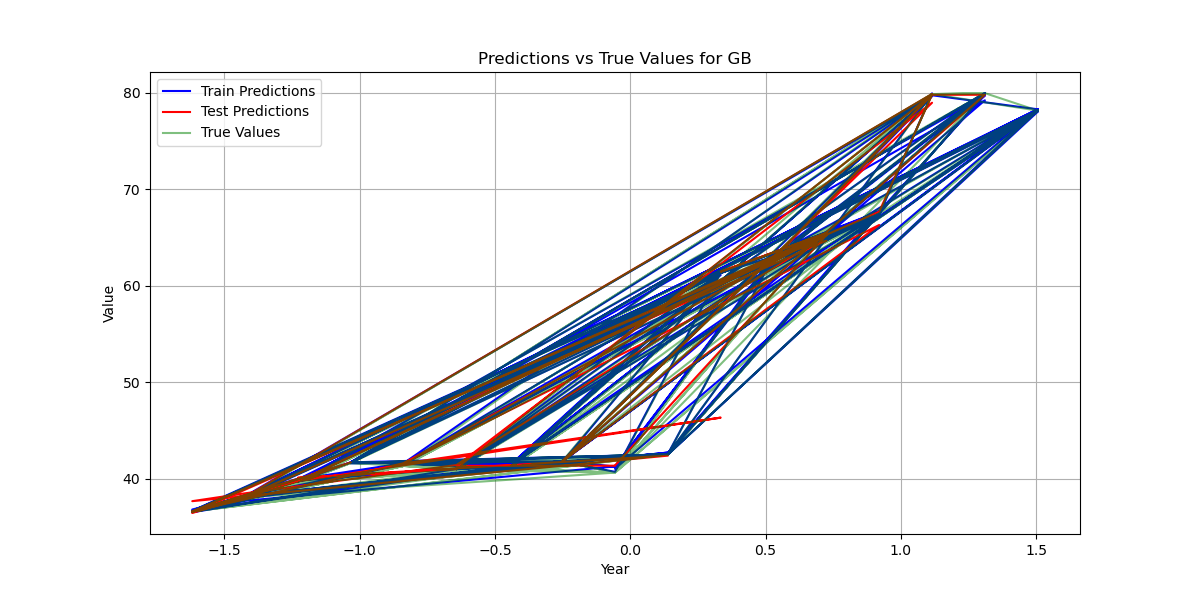 Predictions vs True Values for GB
Train Predictions
Test Predictions
True Values
Value
80
70
60
50
40
−1.5
−1.0
−0.5
0.0
0.5
1.0
1.5
Year